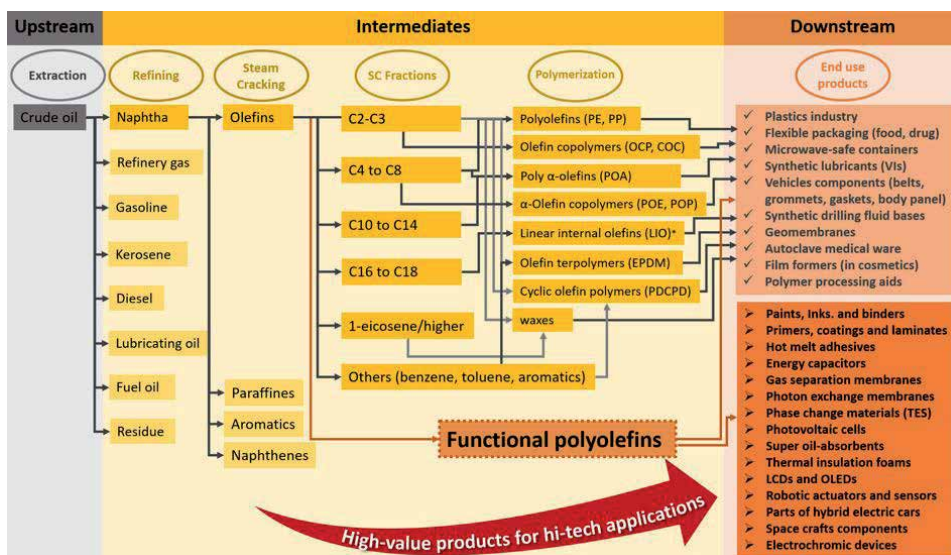 Upstream
Intermediates
Downstream
Extraction
Refining
Steam
Cracking
SC Fractions
Polymerization
End use
products
Crude oil
Naphtha
Refinery gas
Gasoline
Kerosene
Diesel
Lubricating oil
Fuel oil
Residue
Olefins
Paraffines
Aromatics
Naphthenes
C2-C3
C4 to C8
C10 to C14
C16 to C18
1-eicosene/higher
Others (benzene, toluene, aromatics)
Polyolefins (PE, PP)
Olefin copolymers (OCP, COC)
Poly α-olefins (POA)
α-Olefin copolymers (POE, POP)
Linear internal olefins (LIO)*
Olefin terpolymers (EPDM)
Cyclic olefin polymers (PDCPD)
waxes
Functional polyolefins
High-value products for hi-tech applications
✓ Plastics industry
✓ Flexible packaging (food, drug)
✓ Microwave-safe containers
✓ Synthetic lubricants (VIs)
✓ Vehicles components (belts,
grommets, gaskets, body panel)
✓ Synthetic drilling fluid bases
✓ Geomembranes
✓ Autoclave medical ware
✓ Film formers (in cosmetics)
✓ Polymer processing aids
➢ Paints, Inks. and binders
➢ Primers, coatings and laminates
➢ Hot melt adhesives
➢ Energy capacitors
➢ Gas separation membranes
➢ Photon exchange membranes
➢ Phase change materials (TES)
➢ Photovoltaic cells
➢ Super oil-absorbents
➢ Thermal insulation foams
➢ LCDs and OLEDs
➢ Robotic actuators and sensors
➢ Parts of hybrid electric cars
➢ Space crafts components
➢ Electrochromic devices